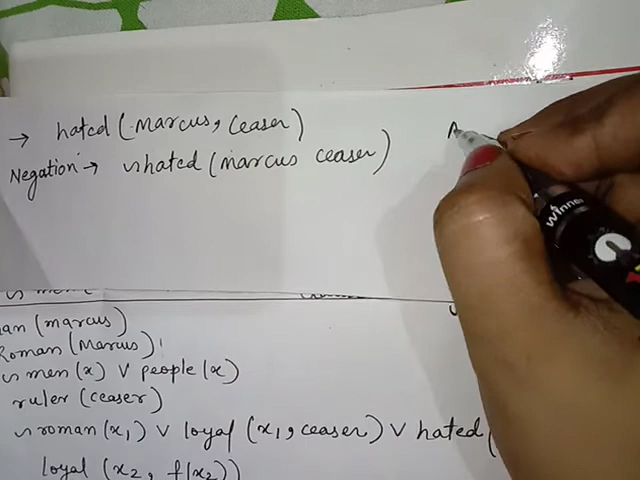 → hated (Marcus, Ceaser)
Negation → ~hated (marcus ceaser)
winner
man (marcus)
Roman (Marcus)
~ men (x) V people (x)
ruler (ceaser)
~ roman (x1) V loyal (x1, ceaser) V hated (
loyal (x2, f(x2))